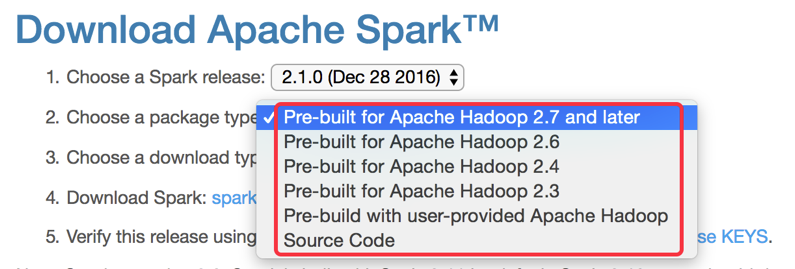 Download Apache Spark™
1. Choose a Spark release: 2.1.0 (Dec 28 2016)
2. Choose a package type
✓ Pre-built for Apache Hadoop 2.7 and later
Pre-built for Apache Hadoop 2.6
3. Choose a download typ
Pre-built for Apache Hadoop 2.4
4. Download Spark: spark
Pre-built for Apache Hadoop 2.3
Pre-build with user-provided Apache Hadoop
5. Verify this release using
se KEYS.
Source Code